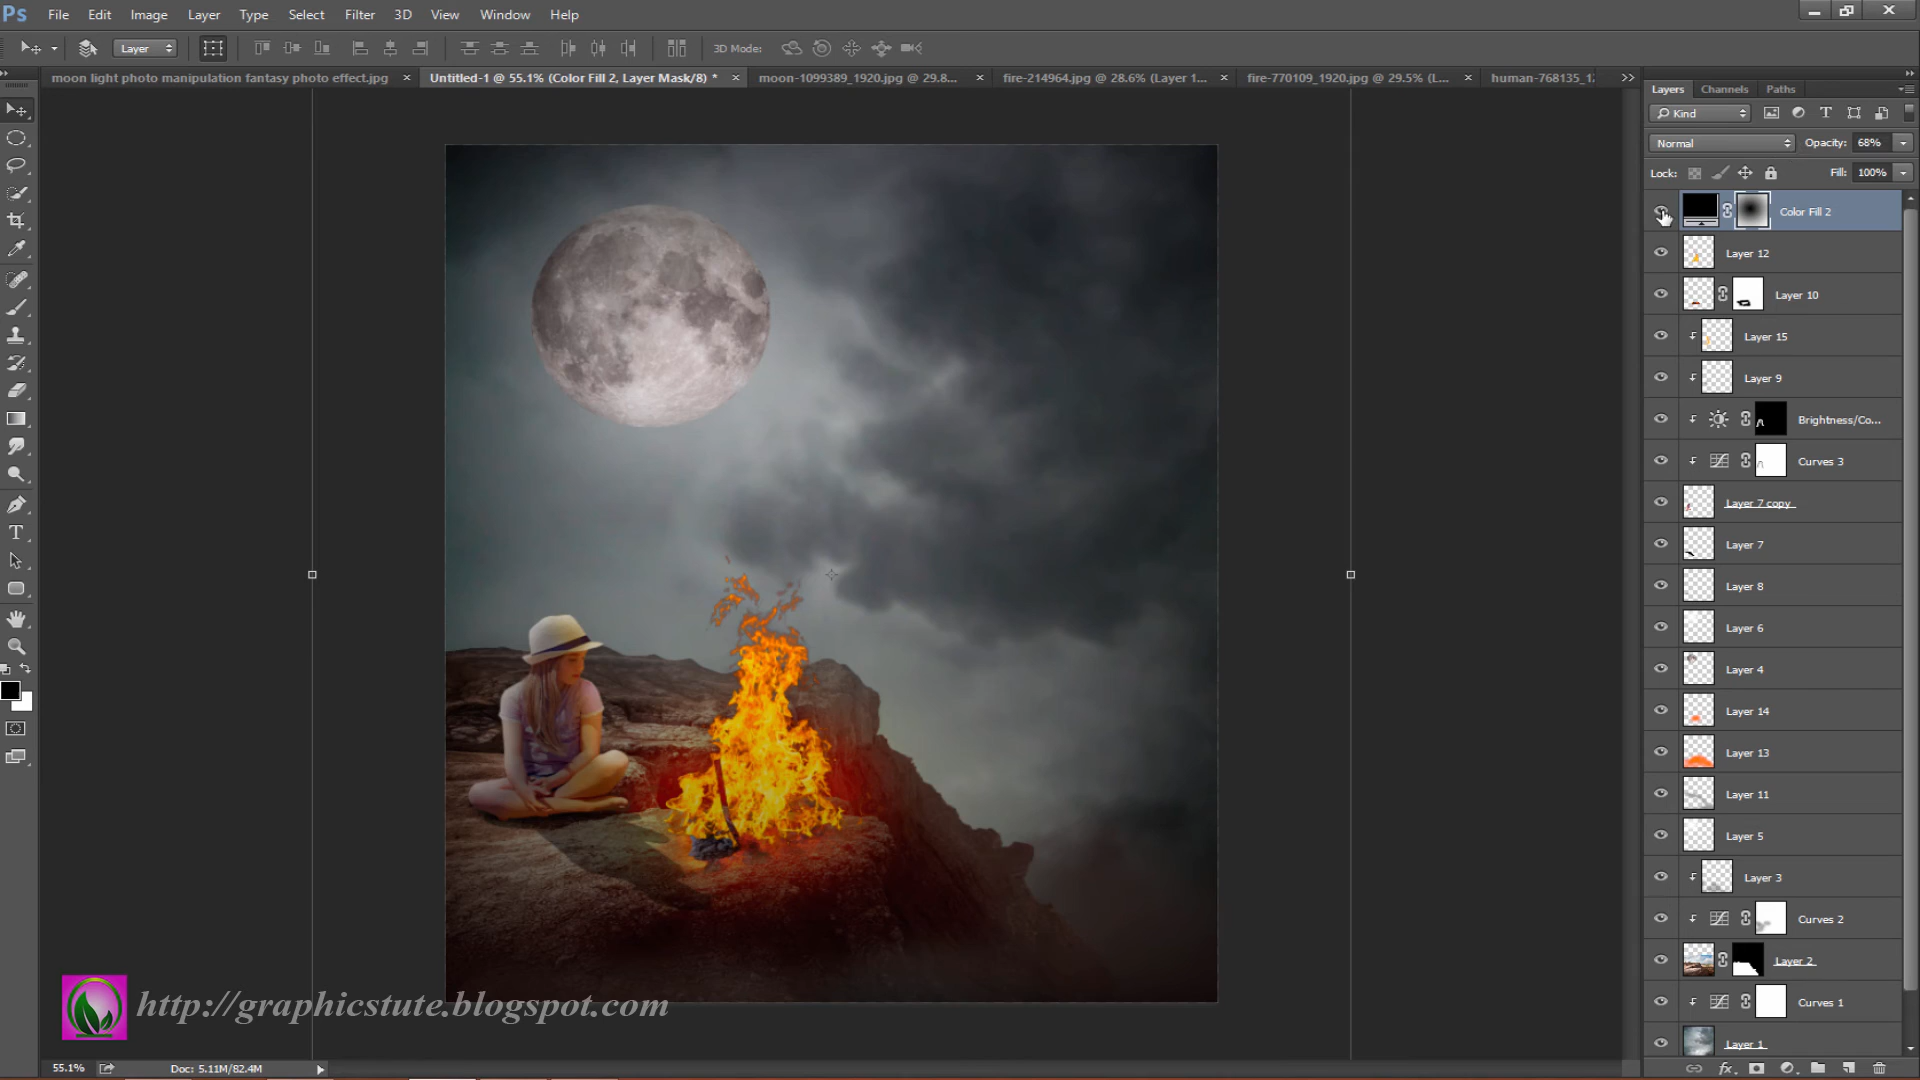 Ps File Edit Image Layer Type Select Filter 3D View Window Help
Layer 3D Mode:
moon light photo manipulation fantasy photo effect.jpg × Untitled-1 @ 55.1% (Color Fill 2, Layer Mask/8) * × moon-1099389_1920.jpg @ 29.8... × fire-214964.jpg @ 28.6% (Layer 1... × fire-770109_1920.jpg @ 29.5% (L... × human-768135_1
Layers Channels Paths
Kind
Normal Opacity: 68%
Lock: Fill: 100%
Color Fill 2
Layer 12
Layer 10
Layer 15
Layer 9
Brightness/Co...
Curves 3
Layer 7 copy
Layer 7
Layer 8
Layer 6
Layer 4
Layer 14
Layer 13
Layer 11
Layer 5
Layer 3
Curves 2
Layer 2
Curves 1
Layer 1
http://graphicstute.blogspot.com
55.1% Doc: 5.11M/82.4M